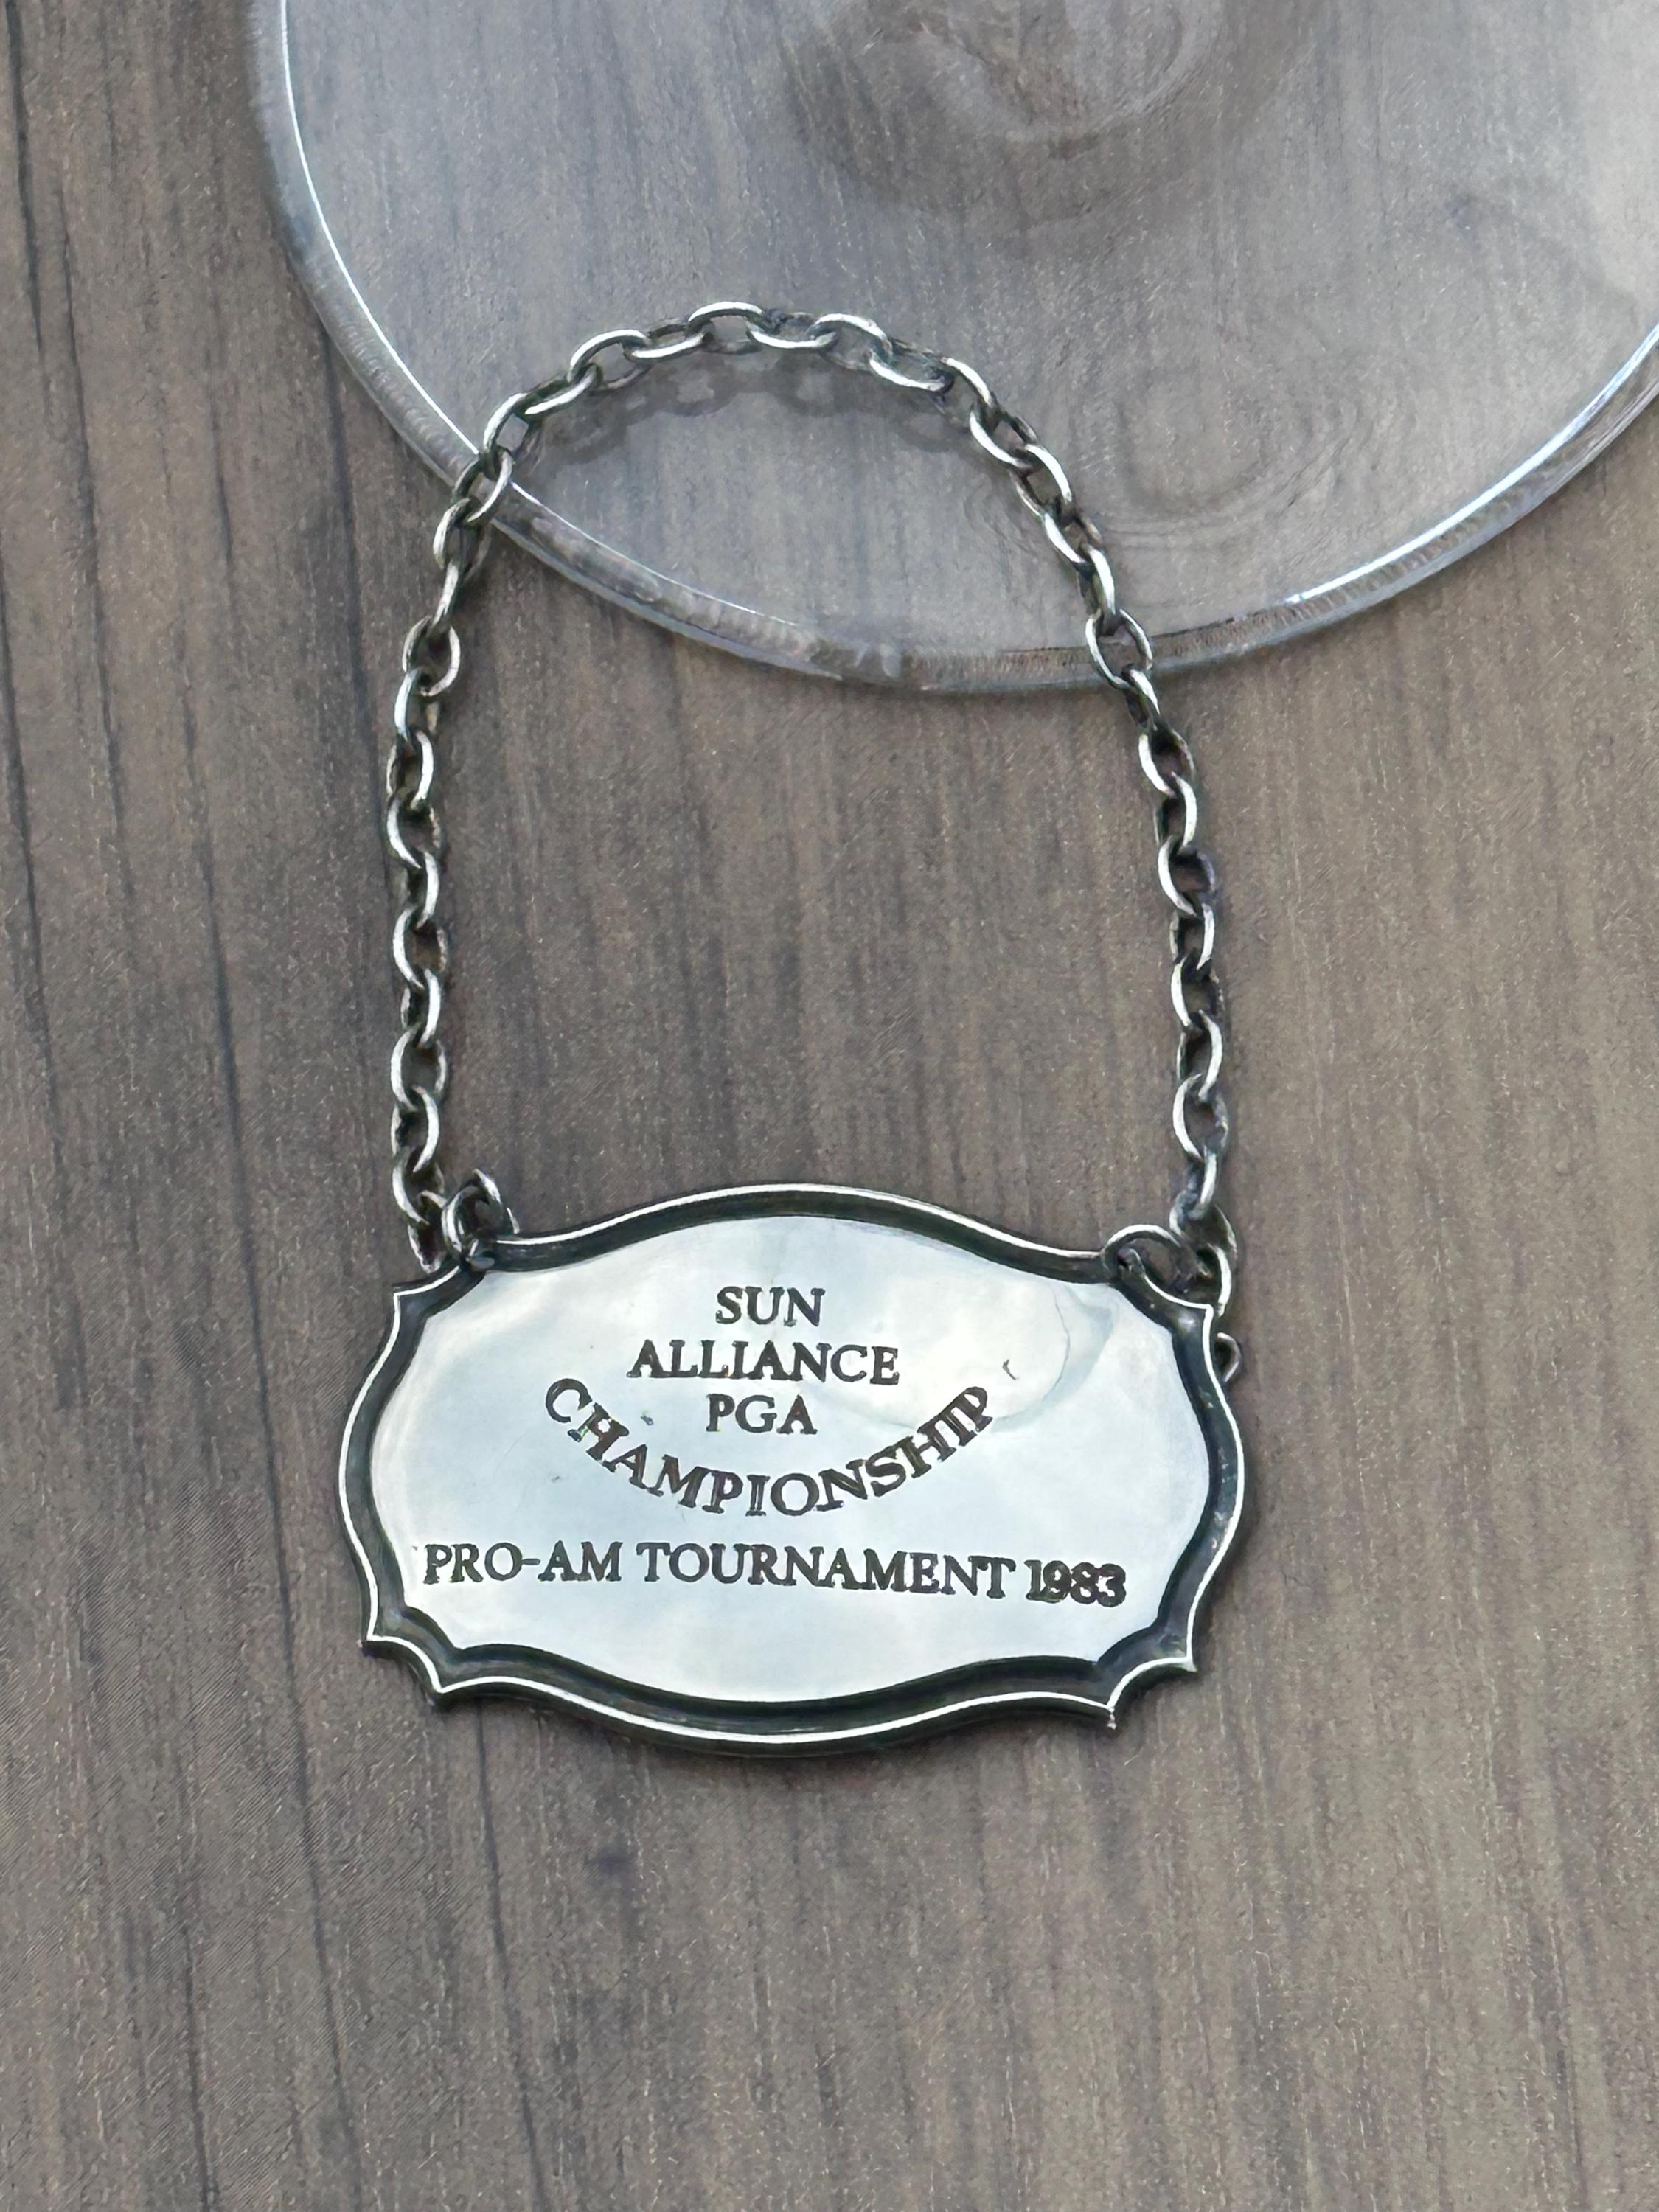 SUN
ALLIANCE
PGA
CHAMPIONSHIP
PRO-AM TOURNAMENT 1983